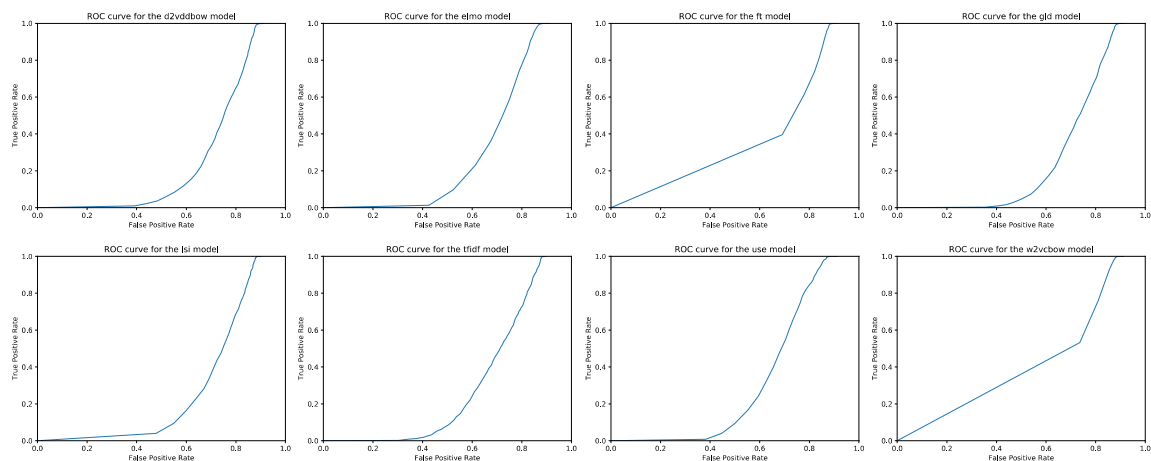 ROC curve for the d2vddbow model
True Positive Rate
1.0
0.8
0.6
0.4
0.2
0.0
0.0 0.2 0.4 0.6 0.8 1.0
False Positive Rate
ROC curve for the elmo model
True Positive Rate
1.0
0.8
0.6
0.4
0.2
0.0
0.0 0.2 0.4 0.6 0.8 1.0
False Positive Rate
ROC curve for the ft model
True Positive Rate
1.0
0.8
0.6
0.4
0.2
0.0
0.0 0.2 0.4 0.6 0.8 1.0
False Positive Rate
ROC curve for the gld model
True Positive Rate
1.0
0.8
0.6
0.4
0.2
0.0
0.0 0.2 0.4 0.6 0.8 1.0
False Positive Rate
ROC curve for the lsi model
True Positive Rate
1.0
0.8
0.6
0.4
0.2
0.0
0.0 0.2 0.4 0.6 0.8 1.0
False Positive Rate
ROC curve for the tfidf model
True Positive Rate
1.0
0.8
0.6
0.4
0.2
0.0
0.0 0.2 0.4 0.6 0.8 1.0
False Positive Rate
ROC curve for the use model
True Positive Rate
1.0
0.8
0.6
0.4
0.2
0.0
0.0 0.2 0.4 0.6 0.8 1.0
False Positive Rate
ROC curve for the w2vcbow model
True Positive Rate
1.0
0.8
0.6
0.4
0.2
0.0
0.0 0.2 0.4 0.6 0.8 1.0
False Positive Rate